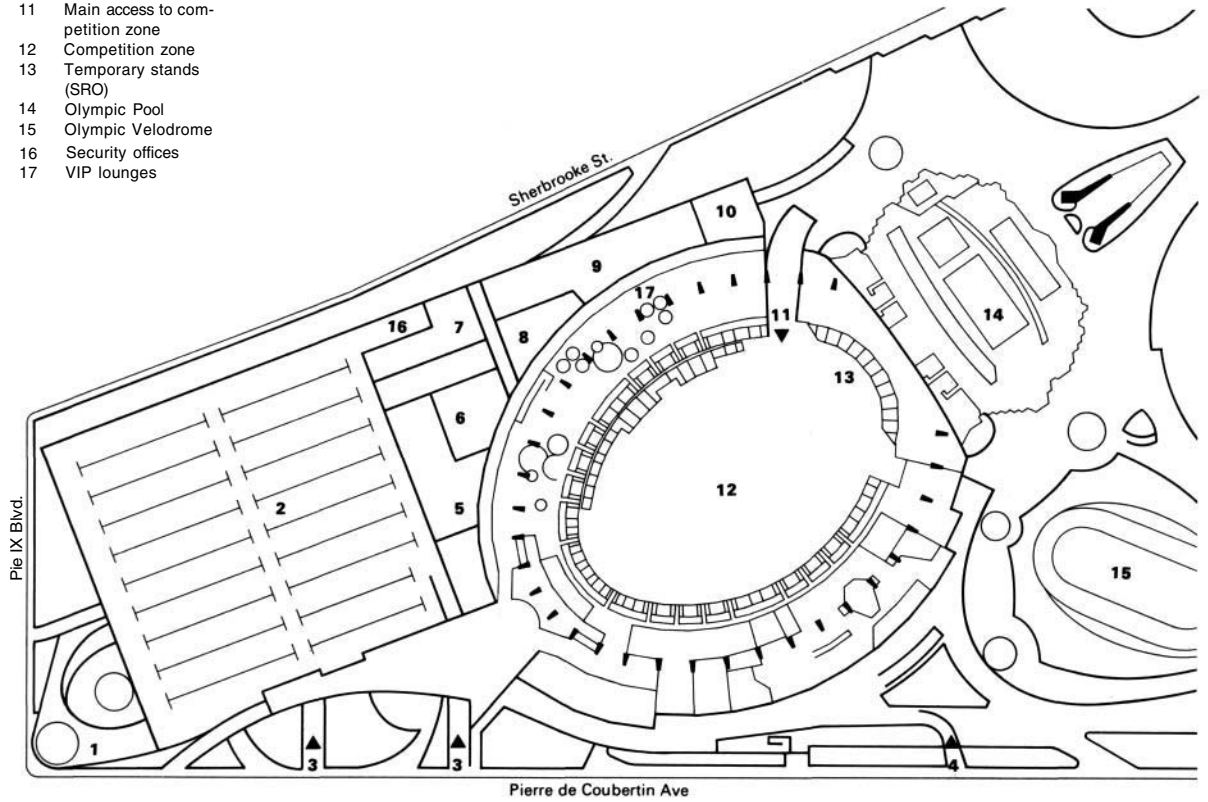 11 Main access to com-
petition zone
12 Competition zone
13 Temporary stands
(SRO)
14 Olympic Pool
15 Olympic Velodrome
16 Security offices
17 VIP lounges
Sherbrooke St.
10
9
17
16
7
11
14
8
13
6
12
2
5
Pie IX Blvd.
15
1
3
3
4
Pierre de Coubertin Ave